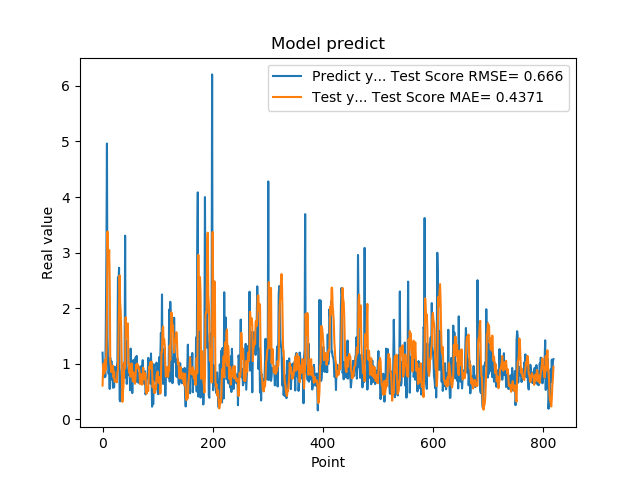 Model predict
Predict y... Test Score RMSE= 0.666
Test y... Test Score MAE= 0.4371
Real value
6
5
4
3
2
1
0
0 200 400 600 800
Point